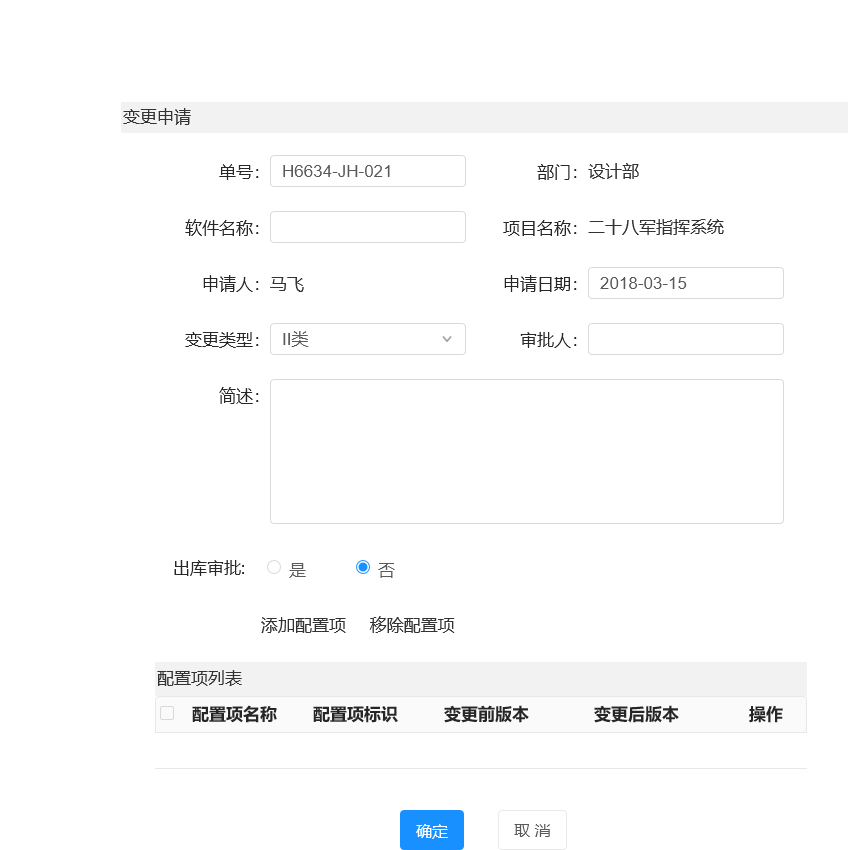 变更申请
单号: H6634-JH-021 部门: 设计部
软件名称: 项目名称: 二十八军指挥系统
申请人: 马飞 申请日期: 2018-03-15
变更类型: II类 审批人:
简述:
出库审批: 是 否
添加配置项 移除配置项
配置项列表
配置项名称 配置项标识 变更前版本 变更后版本 操作
确定 取 消